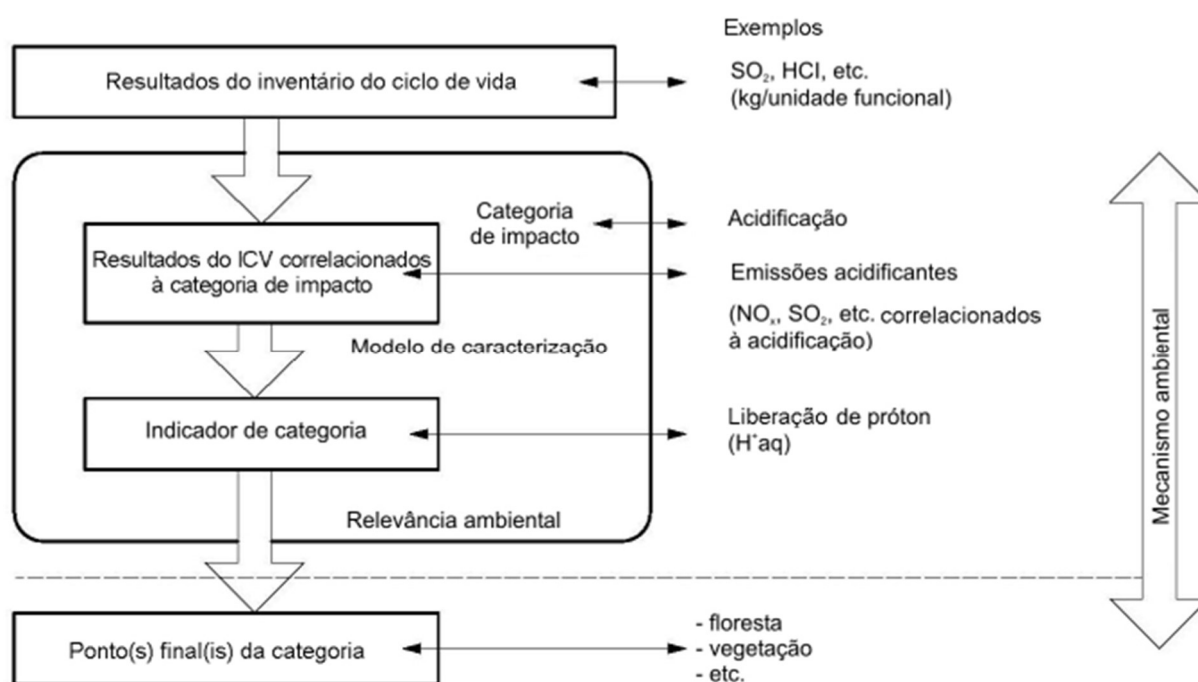 Exemplos
Resultados do inventário do ciclo de vida
SO₂, HCl, etc.
(kg/unidade funcional)
Categoria
de impacto
Acidificação
Resultados do ICV correlacionados
à categoria de impacto
Emissões acidificantes
(NOₓ, SO₂, etc. correlacionados
à acidificação)
Modelo de caracterização
Indicador de categoria
Liberação de próton
(H⁺aq)
Relevância ambiental
Mecanismo ambiental
Ponto(s) final(is) da categoria
- floresta
- vegetação
- etc.